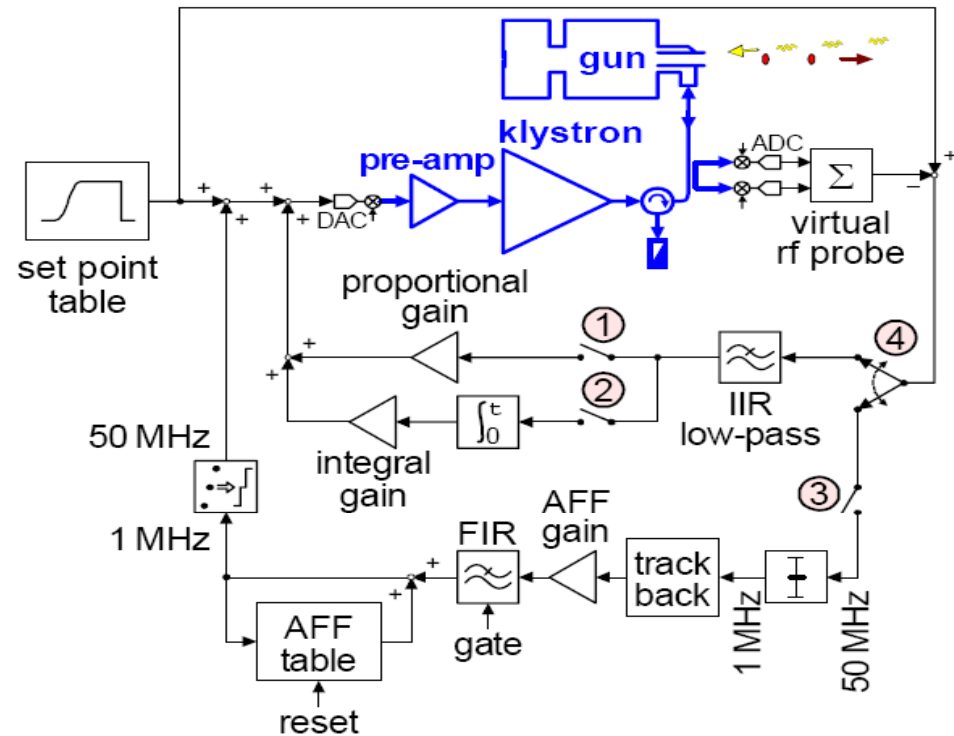 gun
klystron
pre-amp
ADC
+
−
Σ
+
+
+
+
DAC
virtual
rf probe
set point
table
proportional
gain
1
4
+
+
2
∫
t
0
IIR
low-pass
50 MHz
integral
gain
3
⇒
AFF
gain
1 MHz
FIR
+
+
track
back
1 MHz
50 MHz
AFF
table
gate
reset